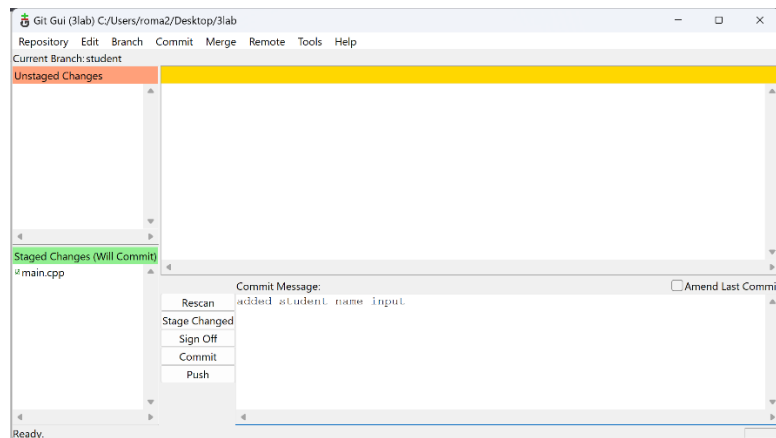 Git Gui (3lab) C:/Users/roma2/Desktop/3lab
Repository Edit Branch Commit Merge Remote Tools Help
Current Branch: student
Unstaged Changes
Staged Changes (Will Commit)
main.cpp
Commit Message:
Amend Last Commi
Rescan
Stage Changed
Sign Off
Commit
Push
added student name input
Ready.